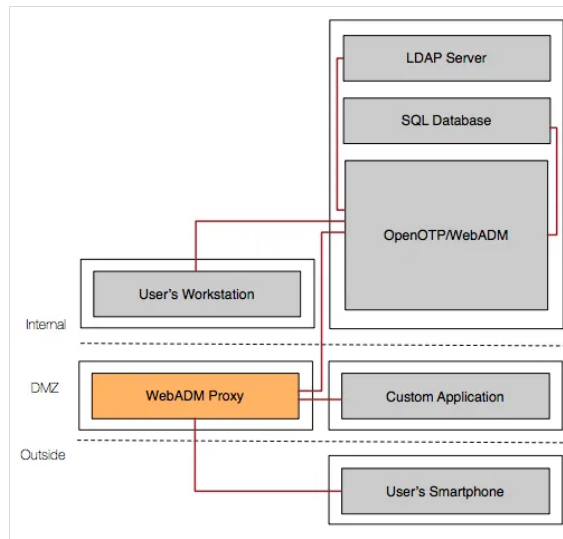 LDAP Server
SQL Database
OpenOTP/WebADM
User's Workstation
Internal
DMZ
WebADM Proxy
Custom Application
Outside
User's Smartphone